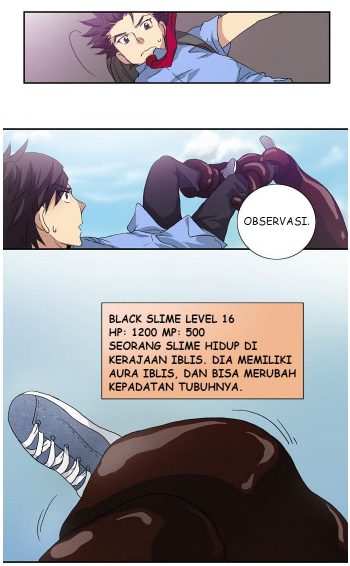 OBSERVASI.
BLACK SLIME LEVEL 16
HP: 1200 MP: 500
SEORANG SLIME HIDUP DI
KERAJAAN IBLIS. DIA MEMILIKI
AURA IBLIS, DAN BISA MERUBAH
KEPADATAN TUBUHNYA.